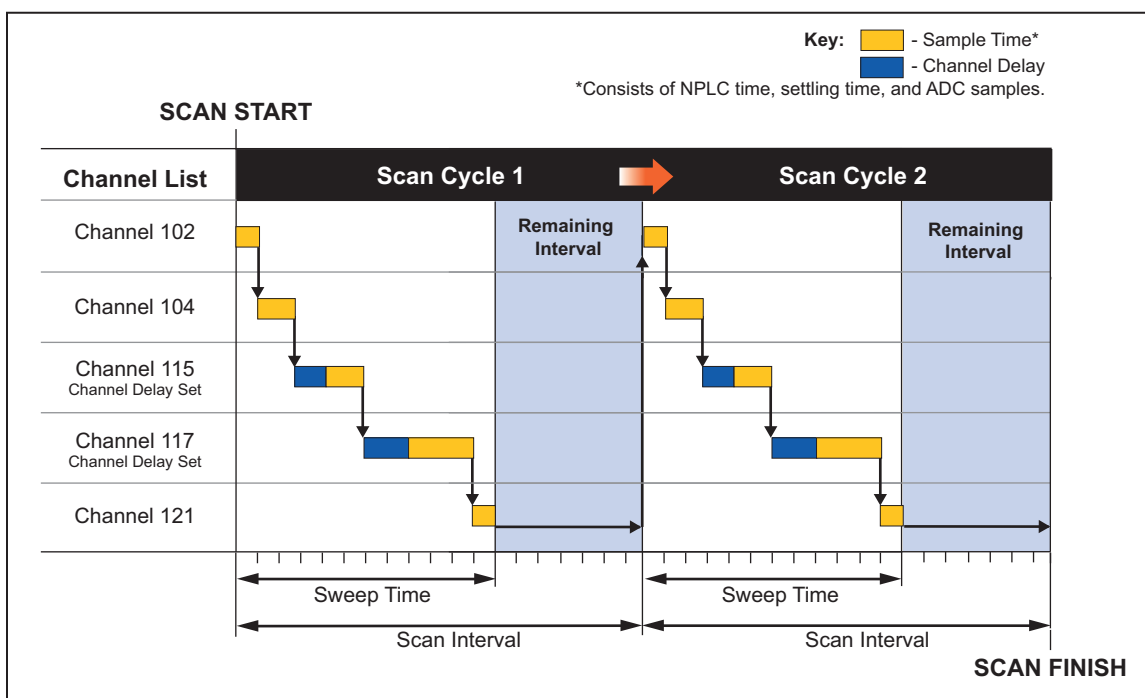 Key:
- Sample Time*
- Channel Delay
*Consists of NPLC time, settling time, and ADC samples.
SCAN START
Channel List
Scan Cycle 1
Scan Cycle 2
Channel 102
Remaining
Interval
Remaining
Interval
Channel 104
Channel 115
Channel Delay Set
Channel 117
Channel Delay Set
Channel 121
Sweep Time
Sweep Time
Scan Interval
Scan Interval
SCAN FINISH